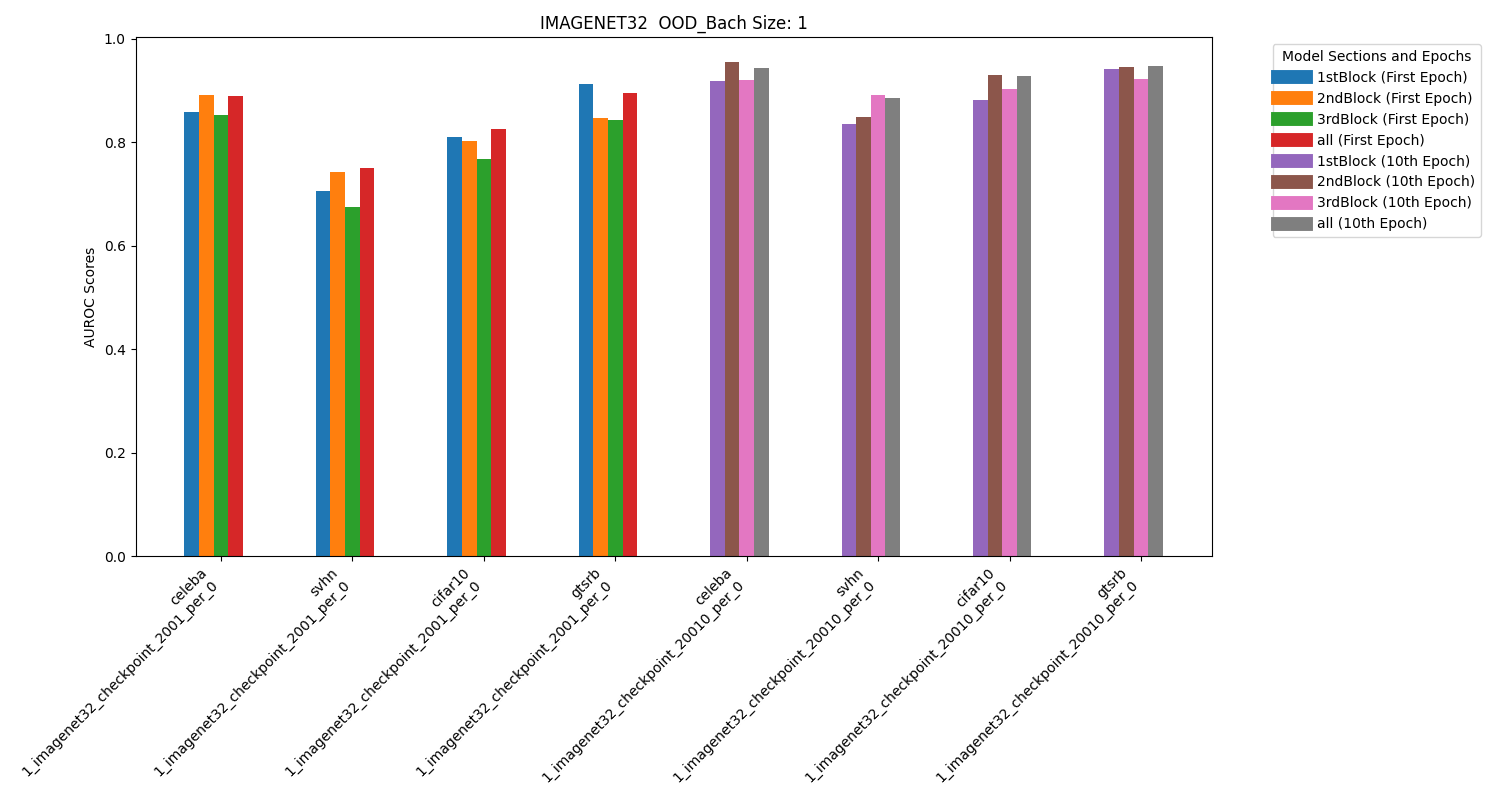 IMAGENET32  OOD_Bach Size: 1
AUROC Scores
1.0
0.8
0.6
0.4
0.2
0.0
celeba
1_imagenet32_checkpoint_2001_per_0
svhn
1_imagenet32_checkpoint_2001_per_0
cifar10
1_imagenet32_checkpoint_2001_per_0
gtsrb
1_imagenet32_checkpoint_2001_per_0
celeba
1_imagenet32_checkpoint_20010_per_0
svhn
1_imagenet32_checkpoint_20010_per_0
cifar10
1_imagenet32_checkpoint_20010_per_0
gtsrb
1_imagenet32_checkpoint_20010_per_0
Model Sections and Epochs
1stBlock (First Epoch)
2ndBlock (First Epoch)
3rdBlock (First Epoch)
all (First Epoch)
1stBlock (10th Epoch)
2ndBlock (10th Epoch)
3rdBlock (10th Epoch)
all (10th Epoch)